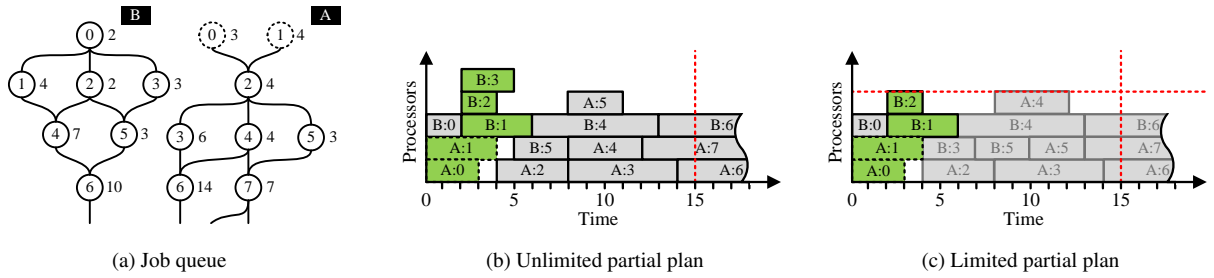 B
A
0 2
0 3
1 4
1 4
2 2
3 3
2 4
4 7
5 3
3 6
4 4
5 3
6 10
6 14
7 7
(a) Job queue
Processors
B:3
B:2
A:5
B:0
B:1
B:4
B:6
A:1
B:5
A:4
A:7
A:0
A:2
A:3
A:6
0
5
10
15
Time
(b) Unlimited partial plan
Processors
B:2
A:4
B:0
B:1
B:4
B:6
A:1
B:3
B:5
A:5
A:7
A:0
A:2
A:3
A:6
0
5
10
15
Time
(c) Limited partial plan